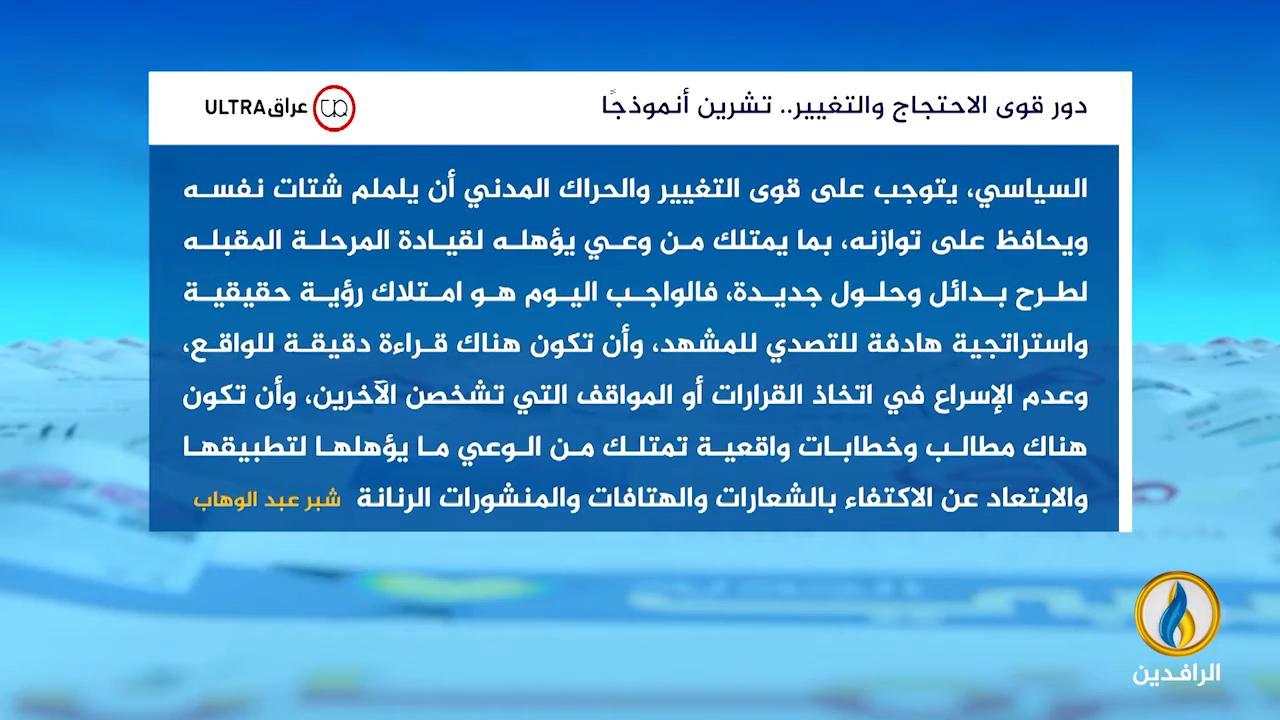 دور قوى الاحتجاج والتغيير.. تشرين أنموذجًا
عراق ULTRA
السياسي، يتوجب على قوى التغيير والحراك المدني أن يلملم شتات نفسه
ويحافظ على توازنه، بما يمتلك من وعي يؤهله لقيادة المرحلة المقبله
لطرح بدائل وحلول جديدة، فالواجب اليوم هو امتلاك رؤية حقيقية
واستراتجية هادفة للتصدي للمشهد، وأن تكون هناك قراءة دقيقة للواقع،
وعدم الإسراع في اتخاذ القرارات أو المواقف التي تشخصن الآخرين، وأن تكون
هناك مطالب وخطابات واقعية تمتلك من الوعي ما يؤهلها لتطبيقها
والابتعاد عن الاكتفاء بالشعارات والهتافات والمنشورات الرنانة شبر عبد الوهاب
الرافدين